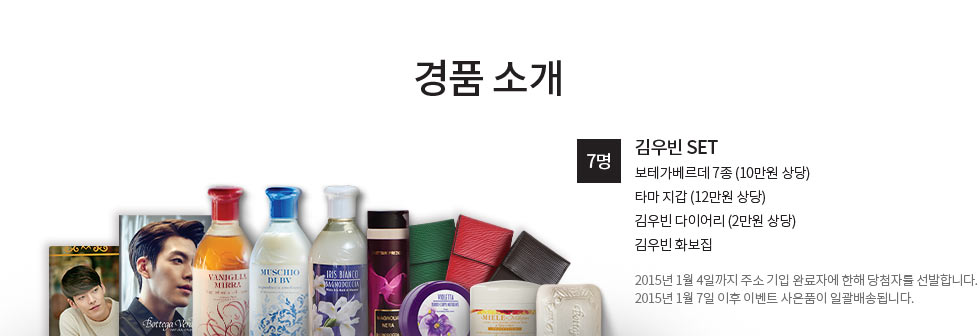 경품 소개
7명
김우빈 SET
보테가베르데 7종 (10만원 상당)
타마 지갑 (12만원 상당)
김우빈 다이어리 (2만원 상당)
김우빈 화보집
2015년 1월 4일까지 주소 기입 완료자에 한해 당첨자를 선발합니다.
2015년 1월 7일 이후 이벤트 사은품이 일괄배송됩니다.
VANIGLIA
MIRRA
MUSCHIO
DI BV
IRIS BIANCO
BAGNODOCCIA
NERA
VIOLETTA
MIELE
Bottega